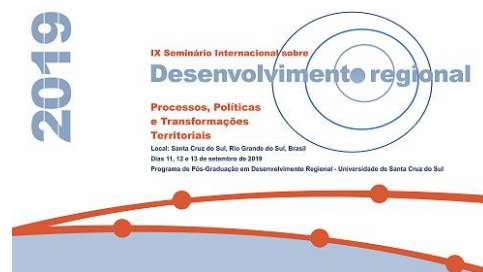 2019
IX Seminário Internacional sobre
Desenvolvimento regional
Processos, Políticas
e Transformações
Territoriais
Local: Santa Cruz do Sul, Rio Grande do Sul, Brasil
Dias 11, 12 e 13 de setembro de 2019
Programa de Pós-Graduação em Desenvolvimento Regional - Universidade de Santa Cruz do Sul